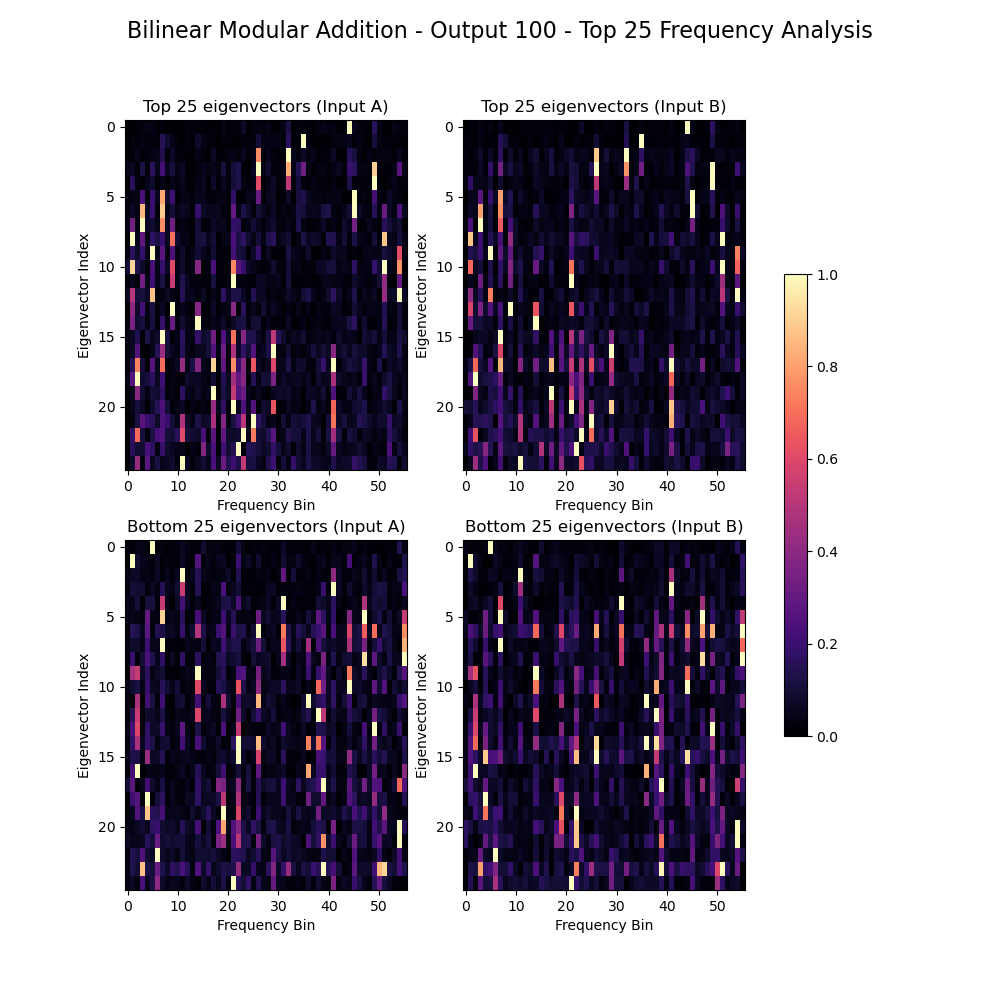 Bilinear Modular Addition - Output 100 - Top 25 Frequency Analysis
Top 25 eigenvectors (Input A)
Top 25 eigenvectors (Input B)
Eigenvector Index
0
5
10
15
20
0 10 20 30 40 50
Frequency Bin
Eigenvector Index
0
5
10
15
20
0 10 20 30 40 50
Frequency Bin
Bottom 25 eigenvectors (Input A)
Bottom 25 eigenvectors (Input B)
Eigenvector Index
0
5
10
15
20
0 10 20 30 40 50
Frequency Bin
Eigenvector Index
0
5
10
15
20
0 10 20 30 40 50
Frequency Bin
1.0
0.8
0.6
0.4
0.2
0.0